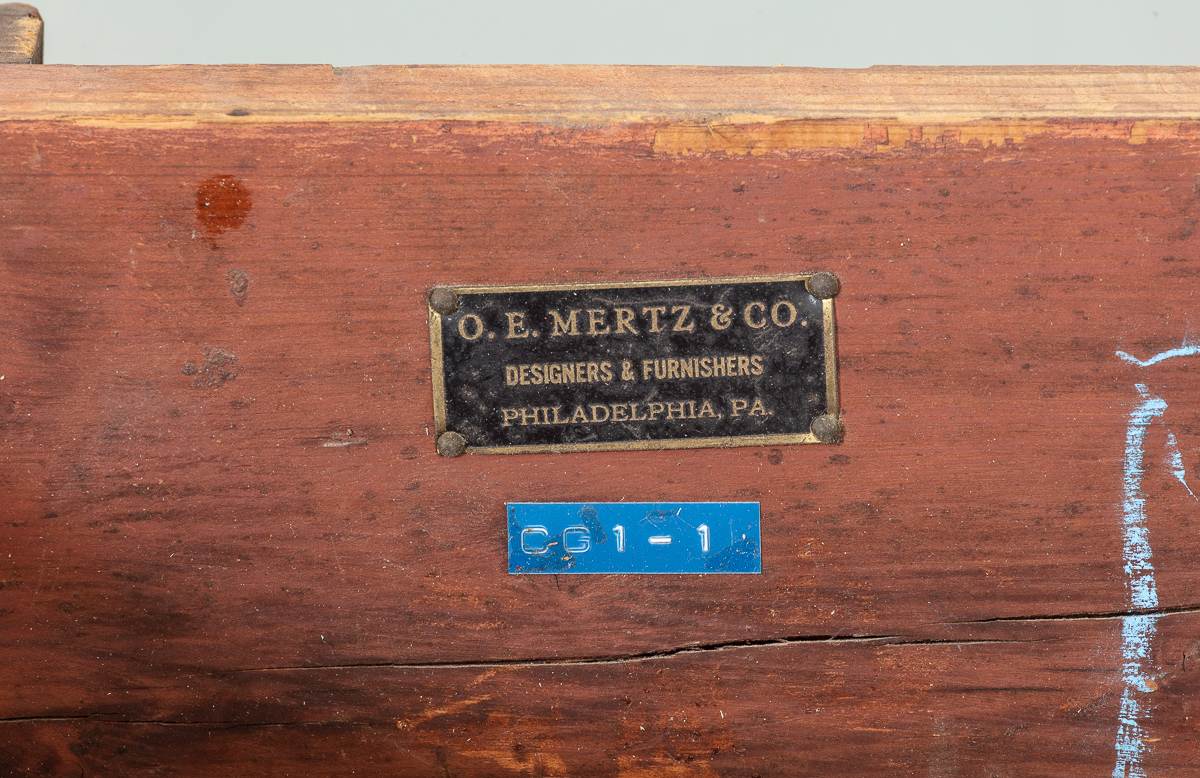 O. E. MERTZ & CO.
DESIGNERS & FURNISHERS
PHILADELPHIA, PA.
CG1-1